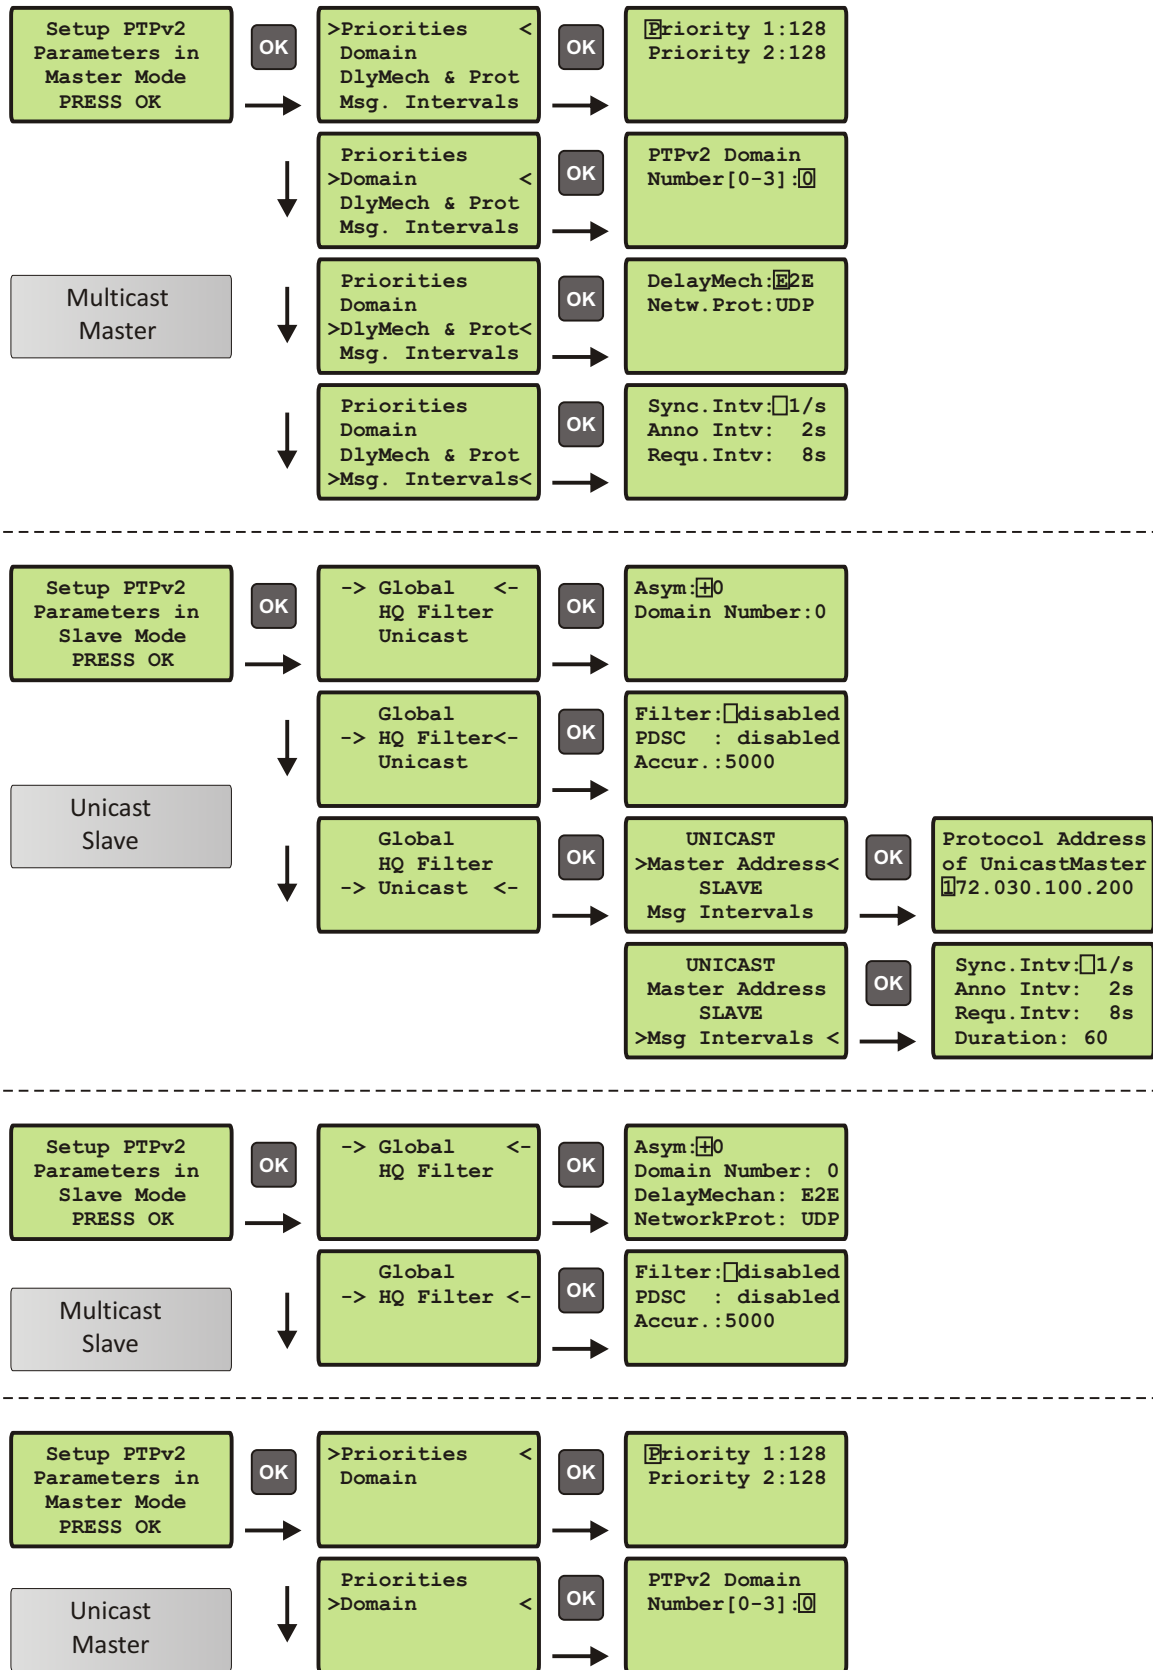 Setup PTPv2
Parameters in
Master Mode
PRESS OK
OK
>Priorities <
Domain
DlyMech & Prot
Msg. Intervals
OK
Priority 1:128
Priority 2:128
Priorities
>Domain <
DlyMech & Prot
Msg. Intervals
OK
PTPv2 Domain
Number[0-3]:0
Multicast
Master
Priorities
Domain
>DlyMech & Prot<
Msg. Intervals
OK
DelayMech:E2E
Netw.Prot:UDP
Priorities
Domain
DlyMech & Prot
>Msg. Intervals<
OK
Sync.Intv: 1/s
Anno Intv: 2s
Requ.Intv: 8s
Setup PTPv2
Parameters in
Slave Mode
PRESS OK
OK
-> Global <-
HQ Filter
Unicast
OK
Asym:+0
Domain Number:0
Global
-> HQ Filter<-
Unicast
OK
Filter: disabled
PDSC : disabled
Accur.:5000
Unicast
Slave
Global
HQ Filter
-> Unicast <-
OK
UNICAST
>Master Address<
SLAVE
Msg Intervals
OK
Protocol Address
of UnicastMaster
172.030.100.200
UNICAST
Master Address
SLAVE
>Msg Intervals <
OK
Sync.Intv: 1/s
Anno Intv: 2s
Requ.Intv: 8s
Duration: 60
Setup PTPv2
Parameters in
Slave Mode
PRESS OK
OK
-> Global <-
HQ Filter
OK
Asym:+0
Domain Number: 0
DelayMechan: E2E
NetworkProt: UDP
Multicast
Slave
Global
-> HQ Filter <-
OK
Filter: disabled
PDSC : disabled
Accur.:5000
Setup PTPv2
Parameters in
Master Mode
PRESS OK
OK
>Priorities <
Domain
OK
Priority 1:128
Priority 2:128
Unicast
Master
Priorities
>Domain <
OK
PTPv2 Domain
Number[0-3]:0